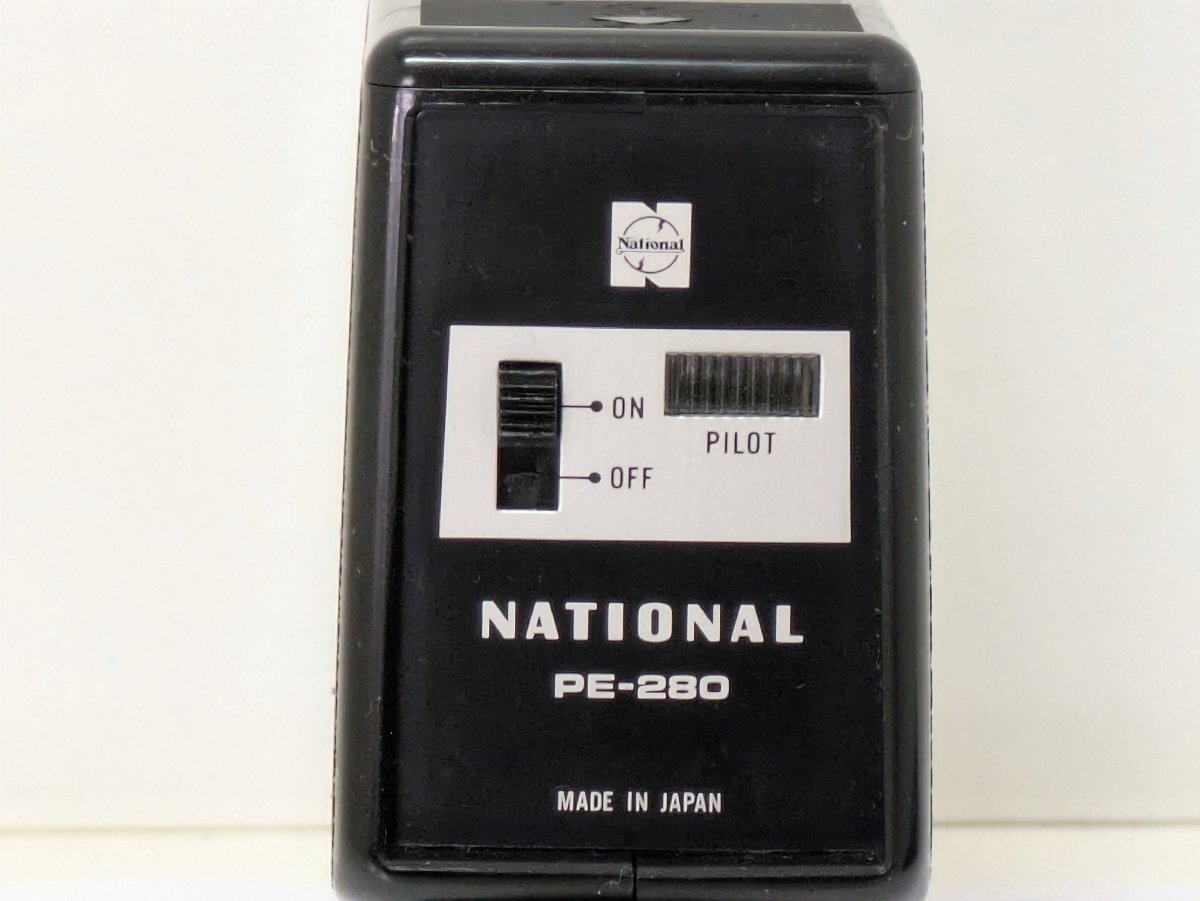 National
ON
PILOT
OFF
NATIONAL
PE-280
MADE IN JAPAN